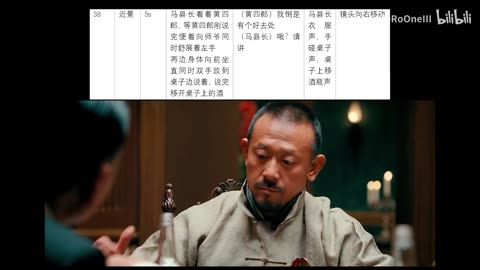 38
近景
5s
马县长看着黄四
郎，等黄四郎刚说
完便看向师爷同
时舒展着左手
再边身体向前坐
直同时双手放到
桌子边说着，说完
移开桌子上的酒
（黄四郎）我倒是
有个好去处
（马县长）哦？请
讲
马县长
衣服
声，手
碰桌子
声，桌
子上移
酒瓶声
镜头向右移动
RoOneIII
bilibili